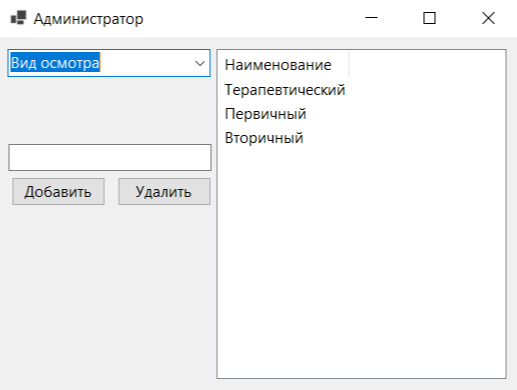 Администратор
Вид осмотра
Добавить Удалить
Наименование
Терапевтический
Первичный
Вторичный